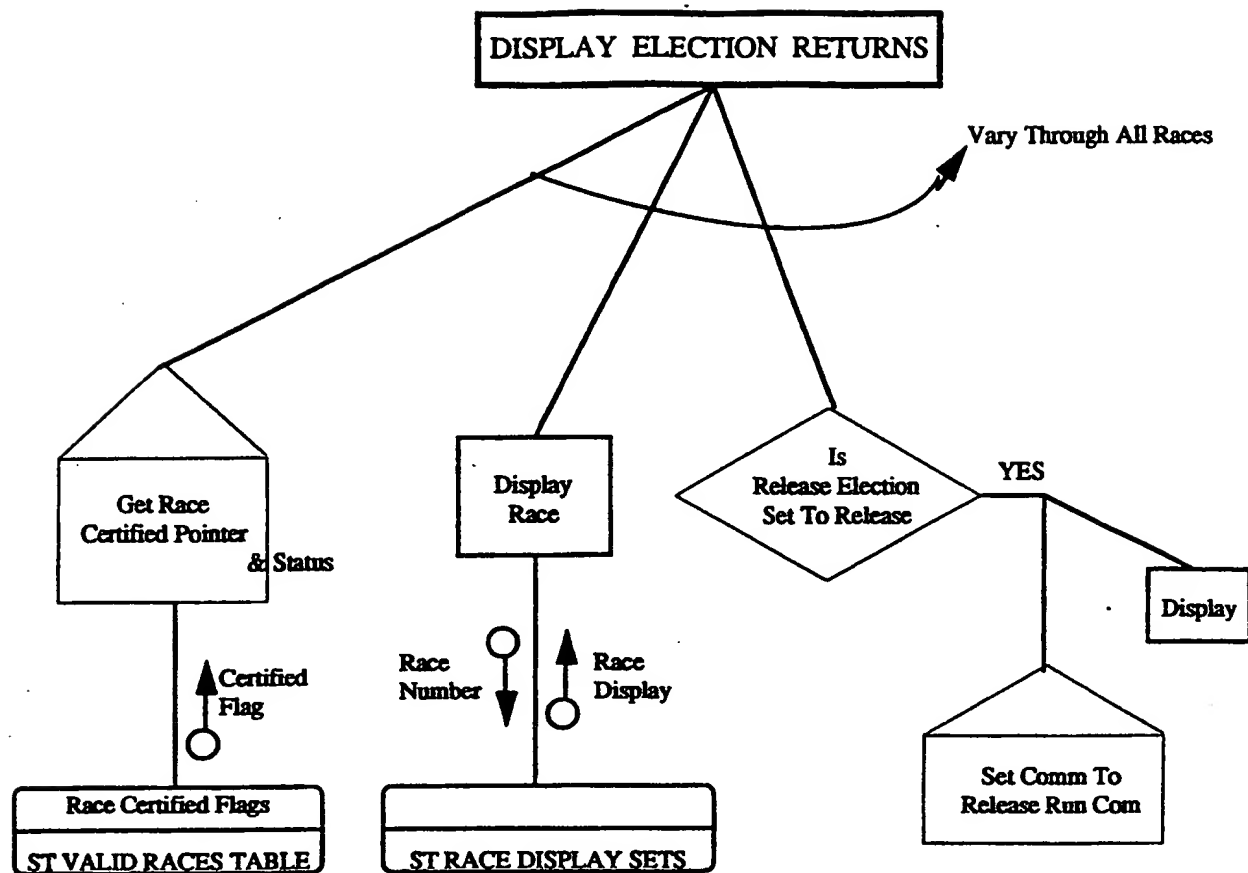 DISPLAY ELECTION RETURNS
Vary Through All Races
Get Race
Certified Pointer
& Status
Display
Race
Is
Release Election
Set To Release
YES
Display
Certified
Flag
Race
Number
Race
Display
Set Comm To
Release Run Com
Race Certified Flags
ST VALID RACES TABLE
ST RACE DISPLAY SETS